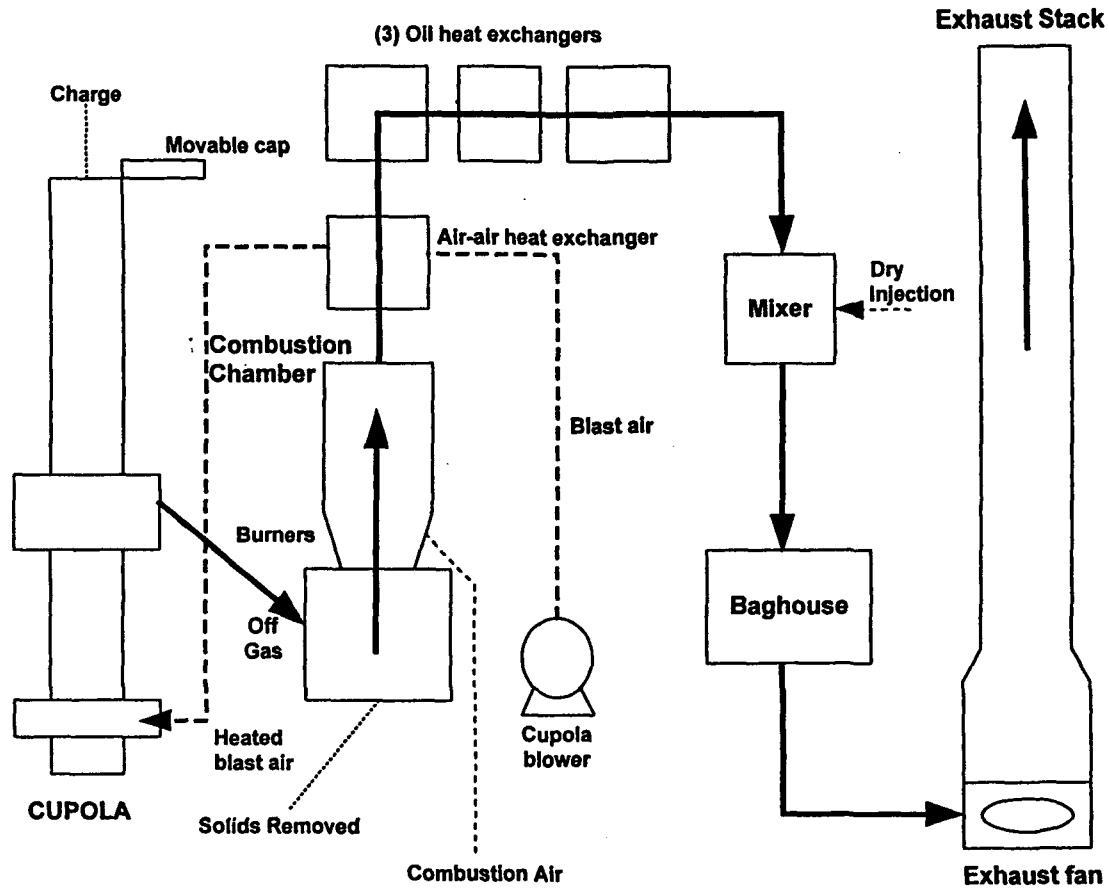 Exhaust Stack
(3) Oil heat exchangers
Charge
Movable cap
Air-air heat exchanger
Dry
Injection
Mixer
Combustion
Chamber
Blast air
Burners
Baghouse
Off
Gas
Heated
blast air
Cupola
blower
CUPOLA
Solids Removed
Combustion Air
Exhaust fan